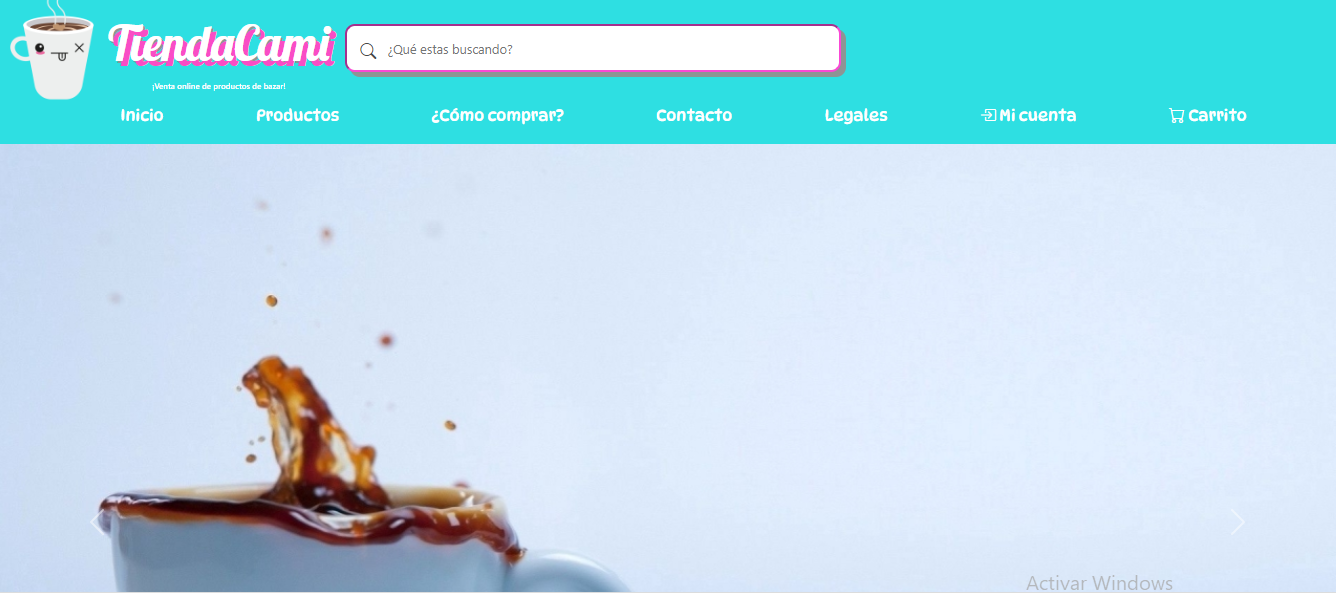 TiendaCami
¿Qué estas buscando?
¡Venta online de productos de bazar!
Inicio Productos ¿Cómo comprar? Contacto Legales Mi cuenta Carrito
Activar Windows